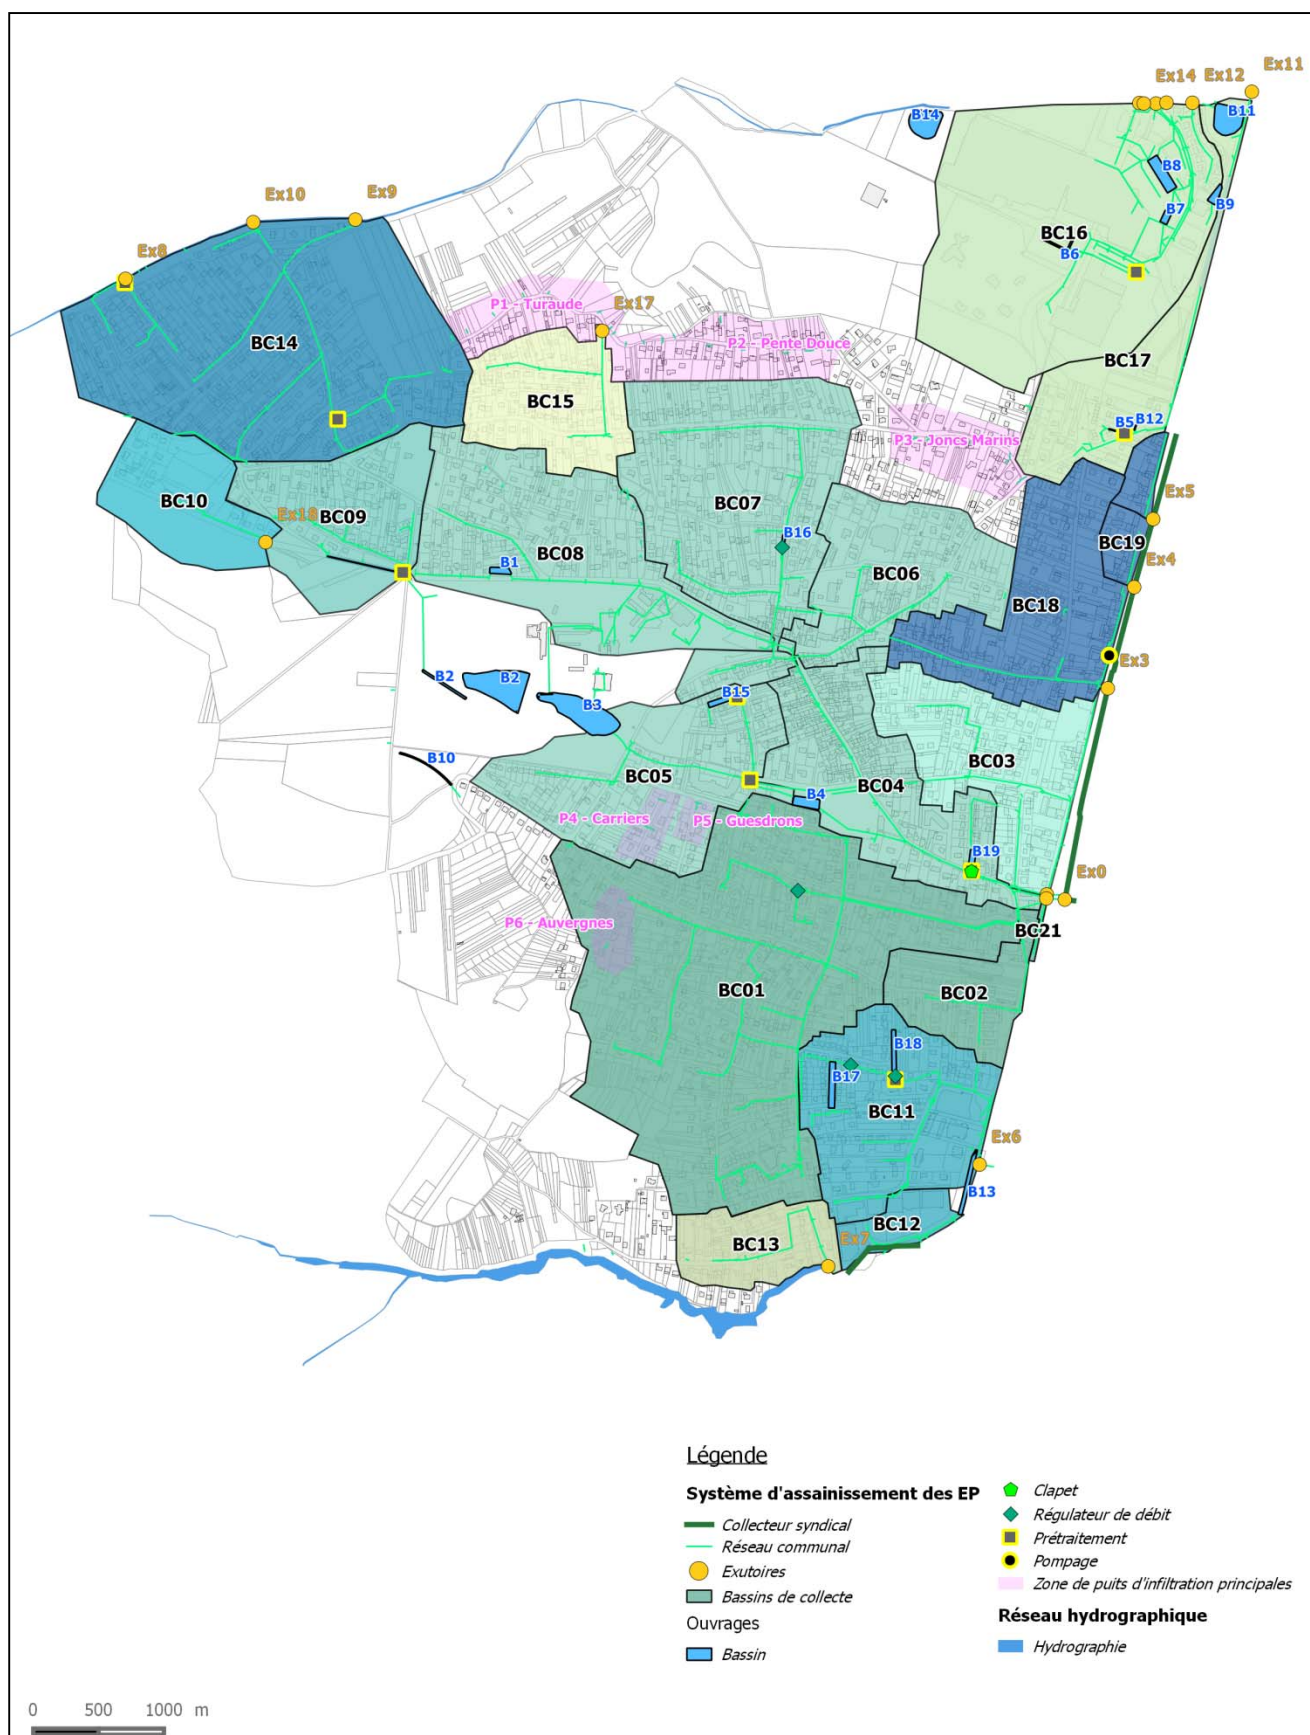 Ex14
Ex12
Ex11
B14
B11
B8
B7
B9
BC16
B6
Ex10
Ex9
Ex8
P1 - Turaude
Ex17
P2 - Pente Douce
BC14
BC15
BC17
B5
B12
P3 - Joncs Marins
BC10
BC09
Ex18
BC07
B16
BC08
B1
BC06
Ex5
BC19
Ex4
BC18
Ex3
B2
B2
B3
B15
B10
BC05
BC03
B4
BC04
P4 - Carriers
P5 - Guesdrons
B19
Ex0
P6 - Auvergnes
BC21
BC01
BC02
B18
B17
BC11
Ex6
B13
BC12
BC13
Ex7
Légende
Système d'assainissement des EP
Collecteur syndical
Réseau communal
Exutoires
Bassins de collecte
Ouvrages
Bassin
Clapet
Régulateur de débit
Prétraitement
Pompage
Zone de puits d'infiltration principales
Réseau hydrographique
Hydrographie
0 500 1000 m